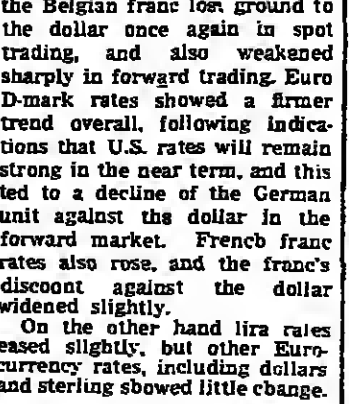 the Belgian franc lost ground to
the dollar once again in spot
trading, and also weakened
sharply in forward trading. Euro
D-mark rates showed a firmer
trend overall, following indica-
tions that U.S. rates will remain
strong in the near term, and this
ted to a decline of the German
unit against the dollar in the
forward market. French franc
rates also rose, and the franc's
discount against the dollar
widened slightly.
On the other hand lira rates
eased slightly, but other Euro-
currency rates, including dollars
and sterling showed little change.